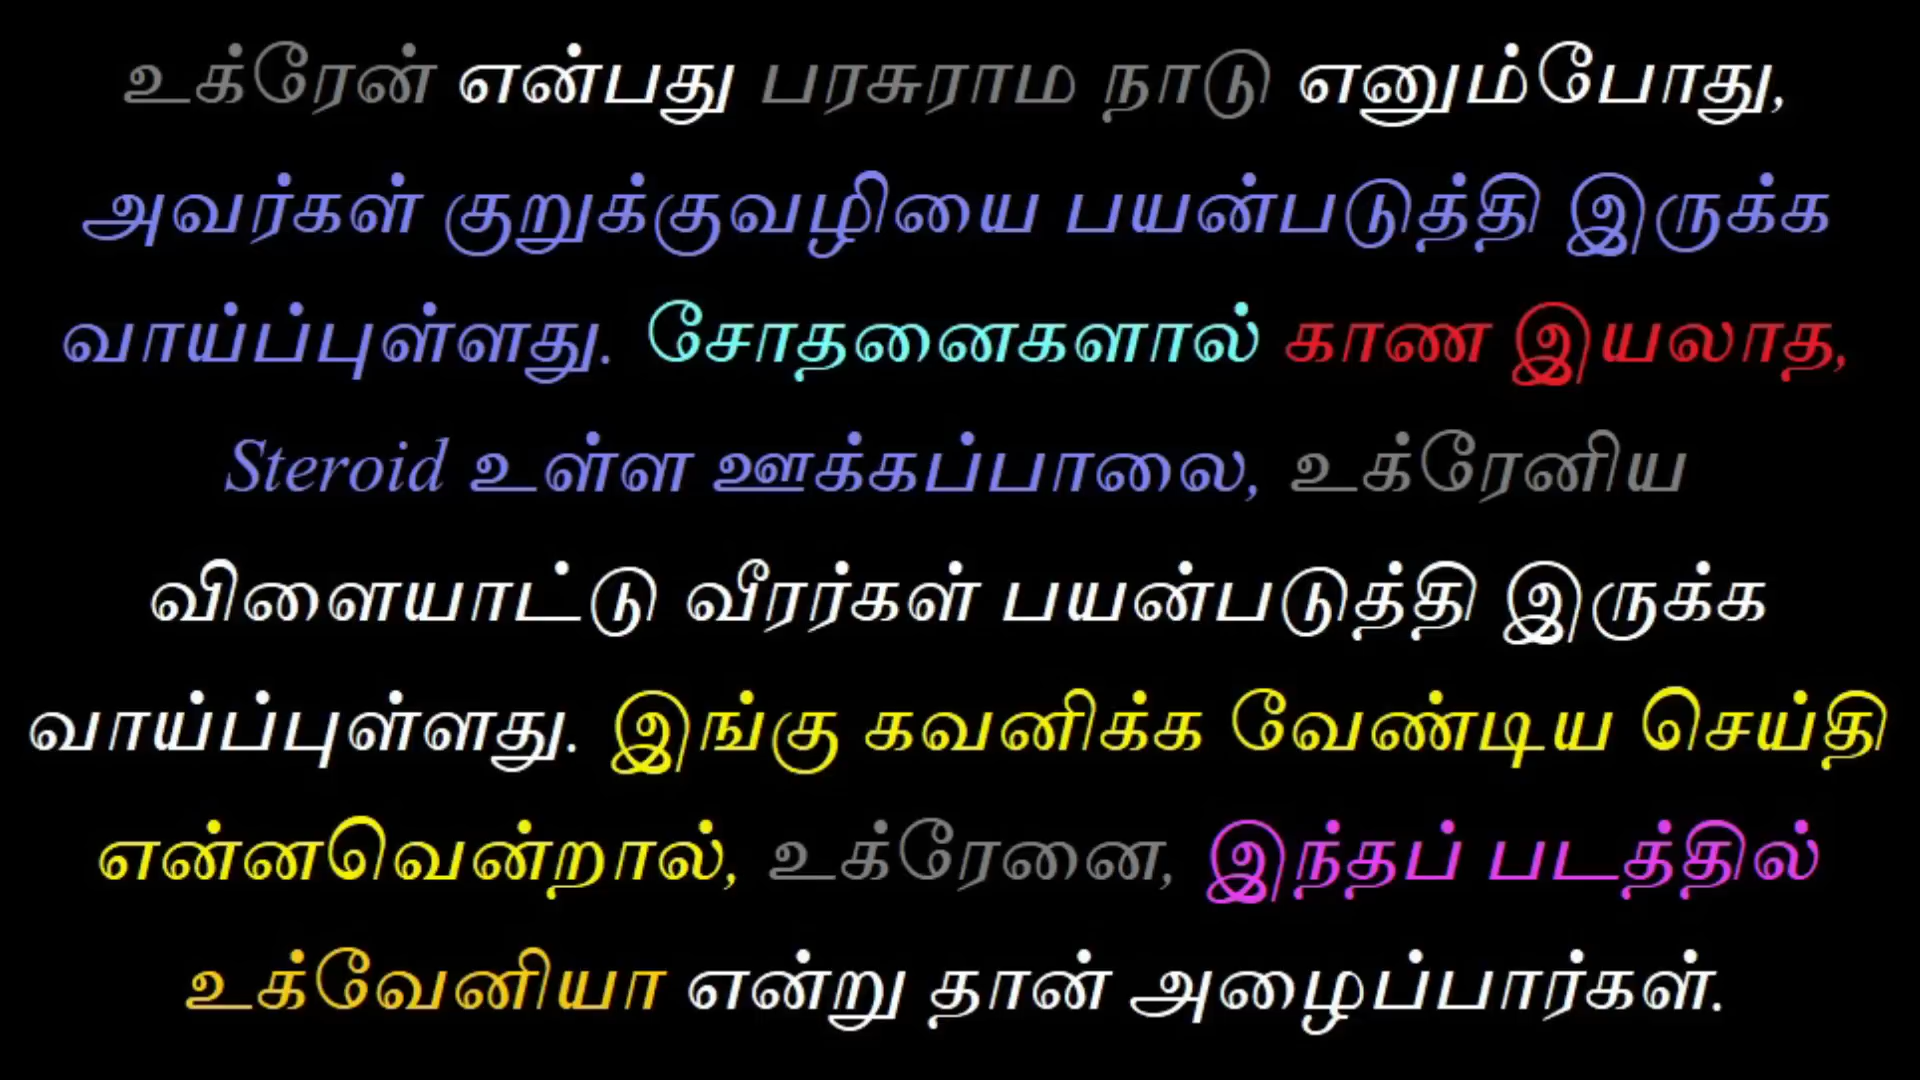 உக்ரேன் என்பது பரசுராம நாடு எனும்போது,
அவர்கள் குறுக்குவழியை பயன்படுத்தி இருக்க
வாய்ப்புள்ளது. சோதனைகளால் காண இயலாத,
Steroid உள்ள ஊக்கப்பாலை, உக்ரேனிய
விளையாட்டு வீரர்கள் பயன்படுத்தி இருக்க
வாய்ப்புள்ளது. இங்கு கவனிக்க வேண்டிய செய்தி
என்னவென்றால், உக்ரேனை, இந்தப் படத்தில்
உக்வேனியா என்று தான் அழைப்பார்கள்.